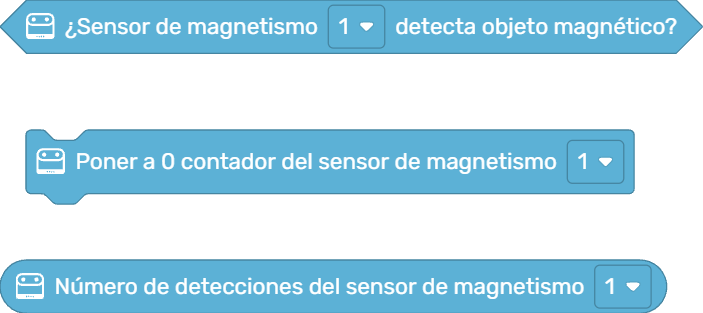 ¿Sensor de magnetismo 1 detecta objeto magnético?
Poner a 0 contador del sensor de magnetismo 1
Número de detecciones del sensor de magnetismo 1